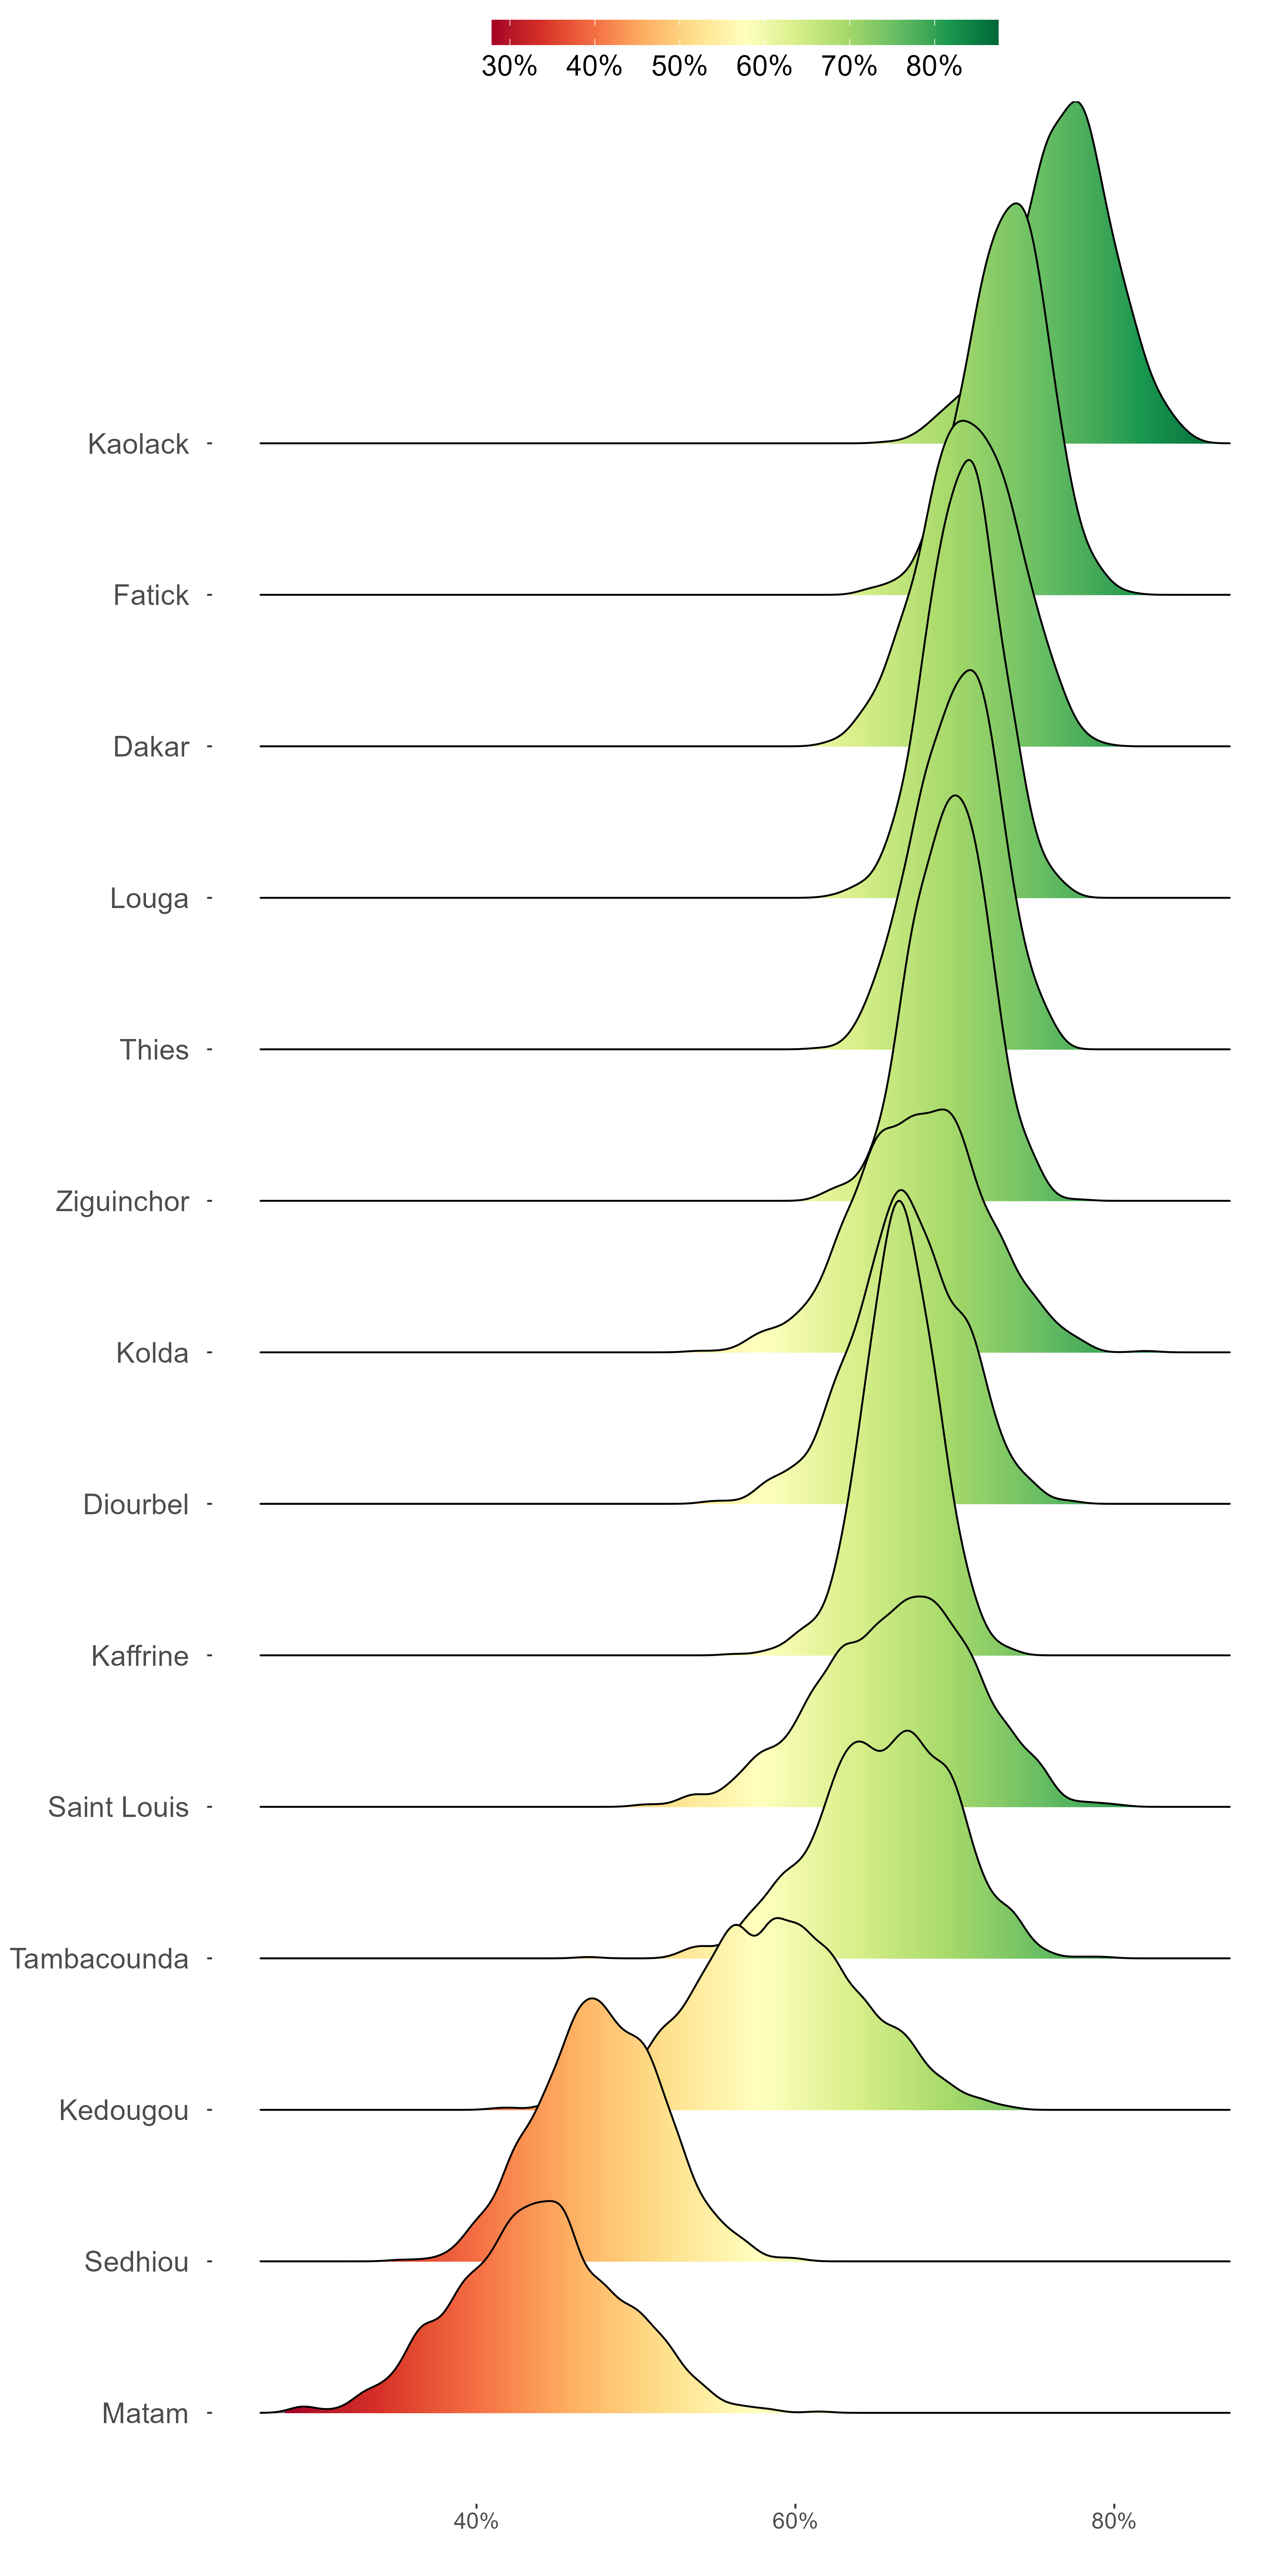 30% 40% 50% 60% 70% 80%
Kaolack
Fatick
Dakar
Louga
Thies
Ziguinchor
Kolda
Diourbel
Kaffrine
Saint Louis
Tambacounda
Kedougou
Sedhiou
Matam
40% 60% 80%